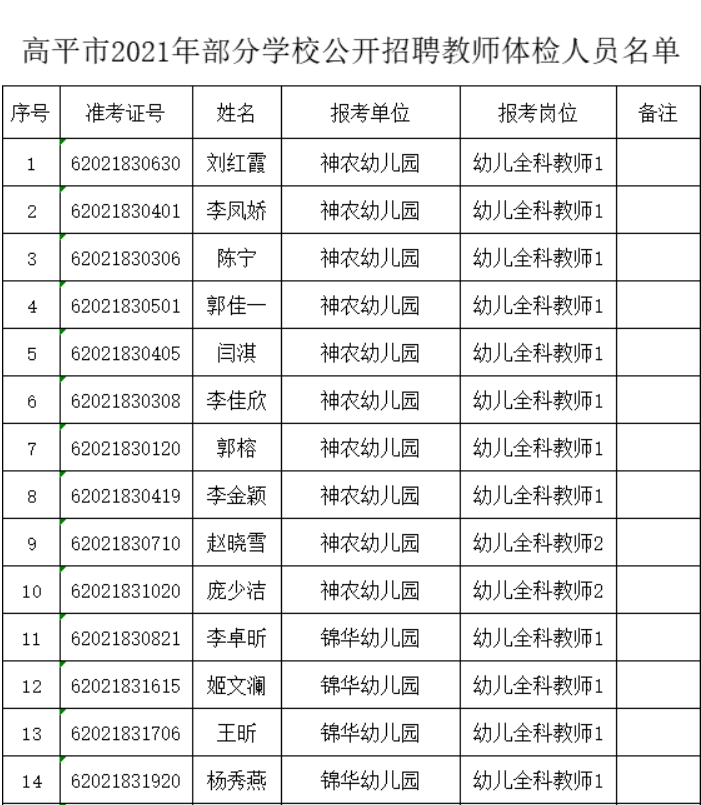 高平市2021年部分学校公开招聘教师体检人员名单
序号 准考证号 姓名 报考单位 报考岗位 备注
1 62021830630 刘红霞 神农幼儿园 幼儿全科教师1
2 62021830401 李凤娇 神农幼儿园 幼儿全科教师1
3 62021830306 陈宁 神农幼儿园 幼儿全科教师1
4 62021830501 郭佳一 神农幼儿园 幼儿全科教师1
5 62021830405 闫淇 神农幼儿园 幼儿全科教师1
6 62021830308 李佳欣 神农幼儿园 幼儿全科教师1
7 62021830120 郭榕 神农幼儿园 幼儿全科教师1
8 62021830419 李金颖 神农幼儿园 幼儿全科教师1
9 62021830710 赵晓雪 神农幼儿园 幼儿全科教师2
10 62021831020 庞少洁 神农幼儿园 幼儿全科教师2
11 62021830821 李卓昕 锦华幼儿园 幼儿全科教师1
12 62021831615 姬文澜 锦华幼儿园 幼儿全科教师1
13 62021831706 王昕 锦华幼儿园 幼儿全科教师1
14 62021831920 杨秀燕 锦华幼儿园 幼儿全科教师1